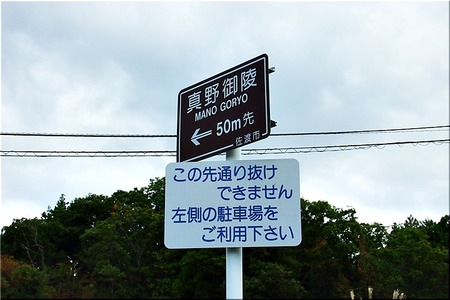 真野御陵
MANO GORYO
← 50m先
佐渡市
この先通り抜け
できません
左側の駐車場を
ご利用下さい